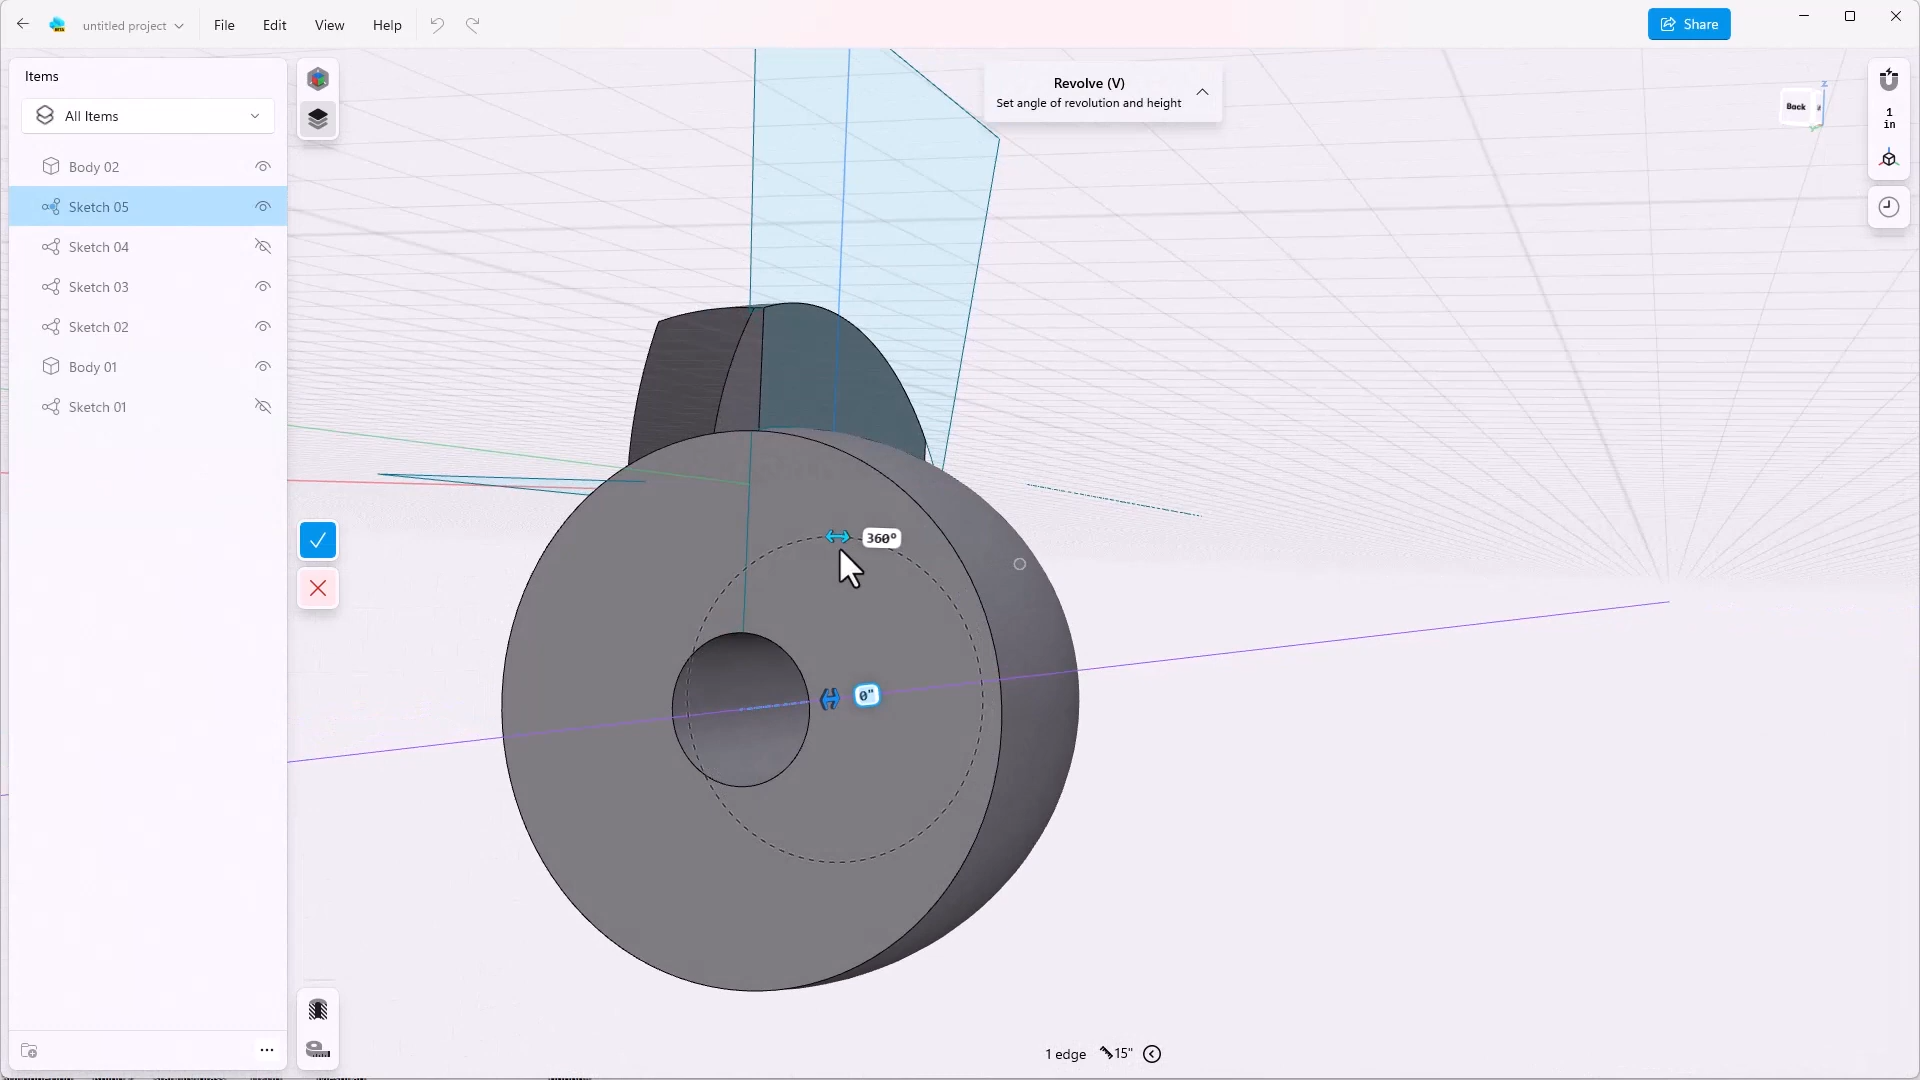 untitled project
File
Edit
View
Help
Share
Items
All Items
Body 02
Sketch 05
Sketch 04
Sketch 03
Sketch 02
Body 01
Sketch 01
Revolve (V)
Set angle of revolution and height
Back
Z
1
in
360°
0"
1 edge
15"